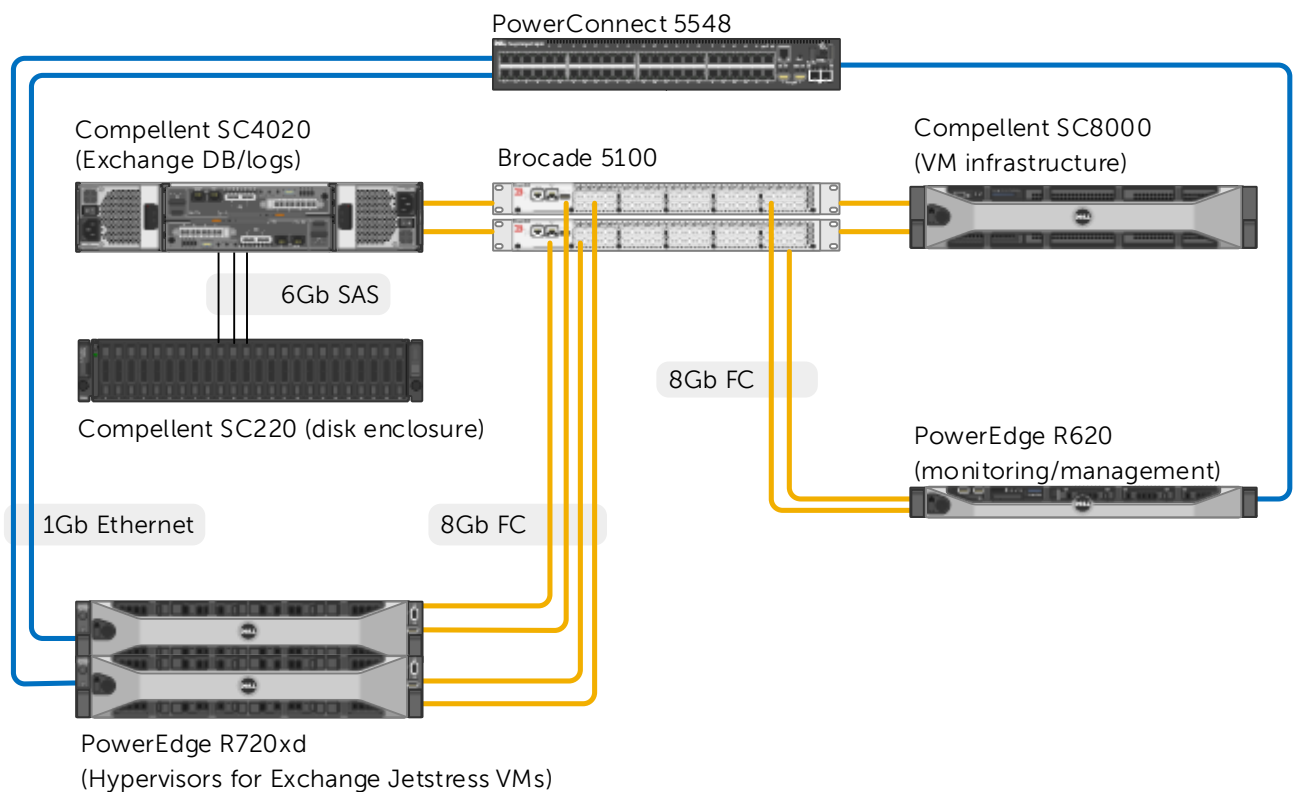 PowerConnect 5548
Compellent SC4020
(Exchange DB/logs)
Brocade 5100
Compellent SC8000
(VM infrastructure)
6Gb SAS
8Gb FC
Compellent SC220 (disk enclosure)
PowerEdge R620
(monitoring/management)
1Gb Ethernet
8Gb FC
PowerEdge R720xd
(Hypervisors for Exchange Jetstress VMs)